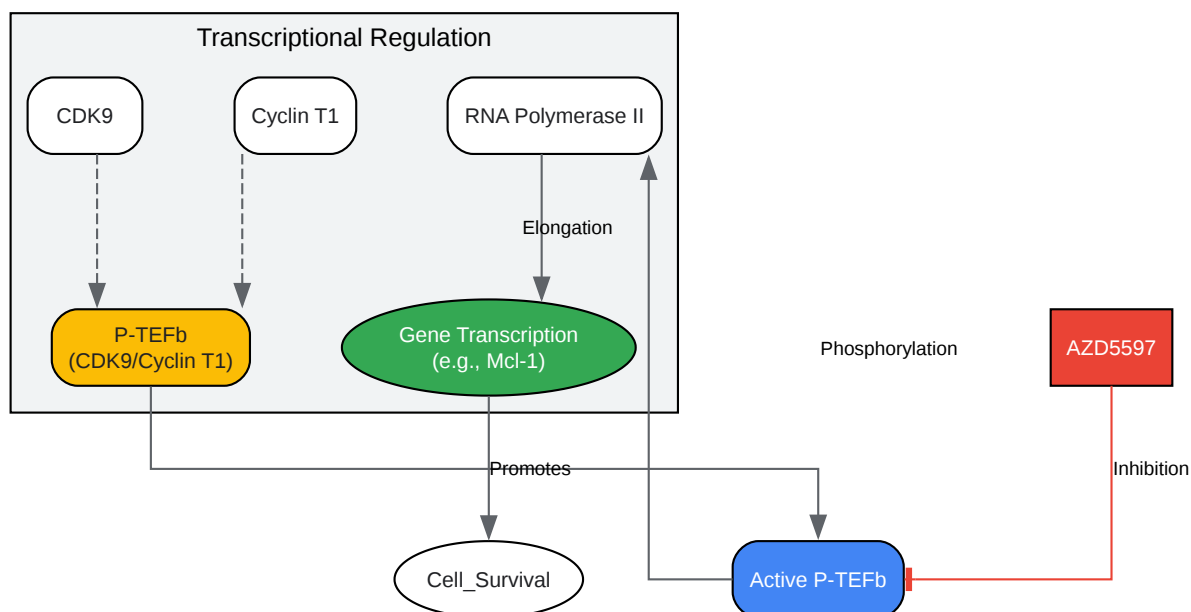 Transcriptional Regulation
CDK9
Cyclin T1
RNA Polymerase II
Elongation
P-TEFb
(CDK9/Cyclin T1)
Gene Transcription
(e.g., Mcl-1)
Phosphorylation
AZD5597
Promotes
Inhibition
Cell_Survival
Active P-TEFb